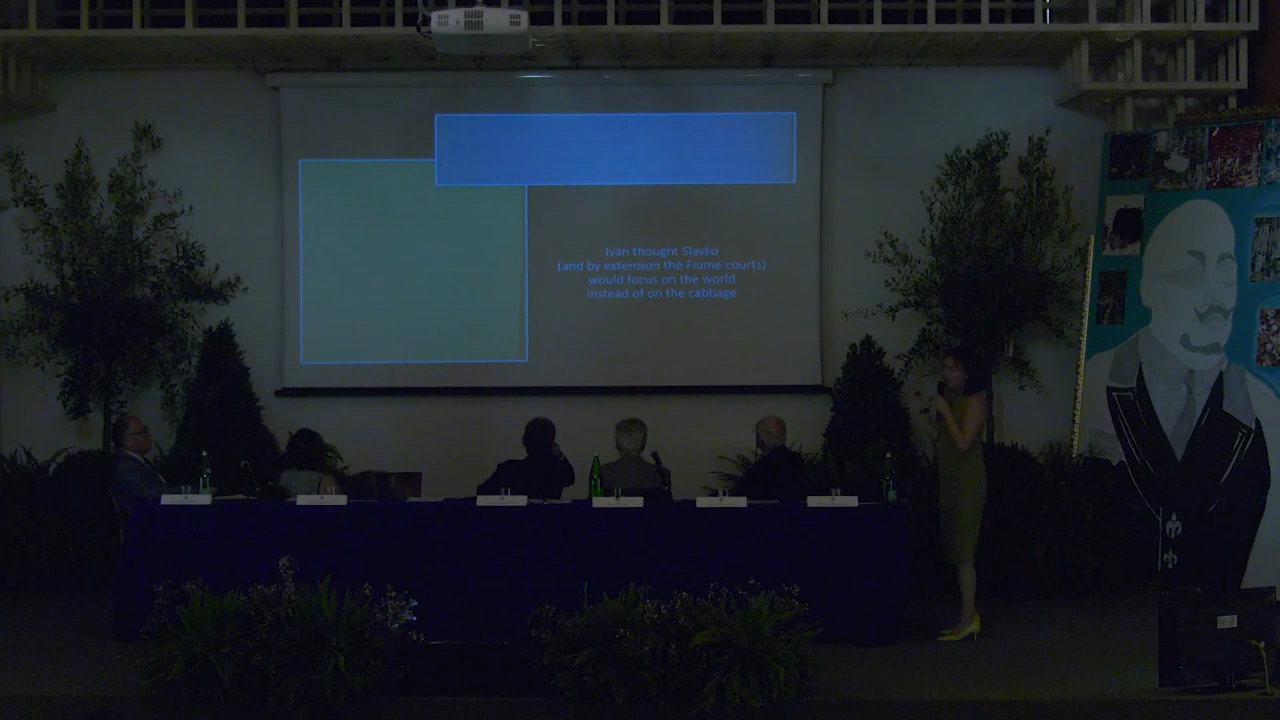 Ivan thought Slavko
(and by extension the Fiume courts)
would focus on the world
instead of on the cabbage